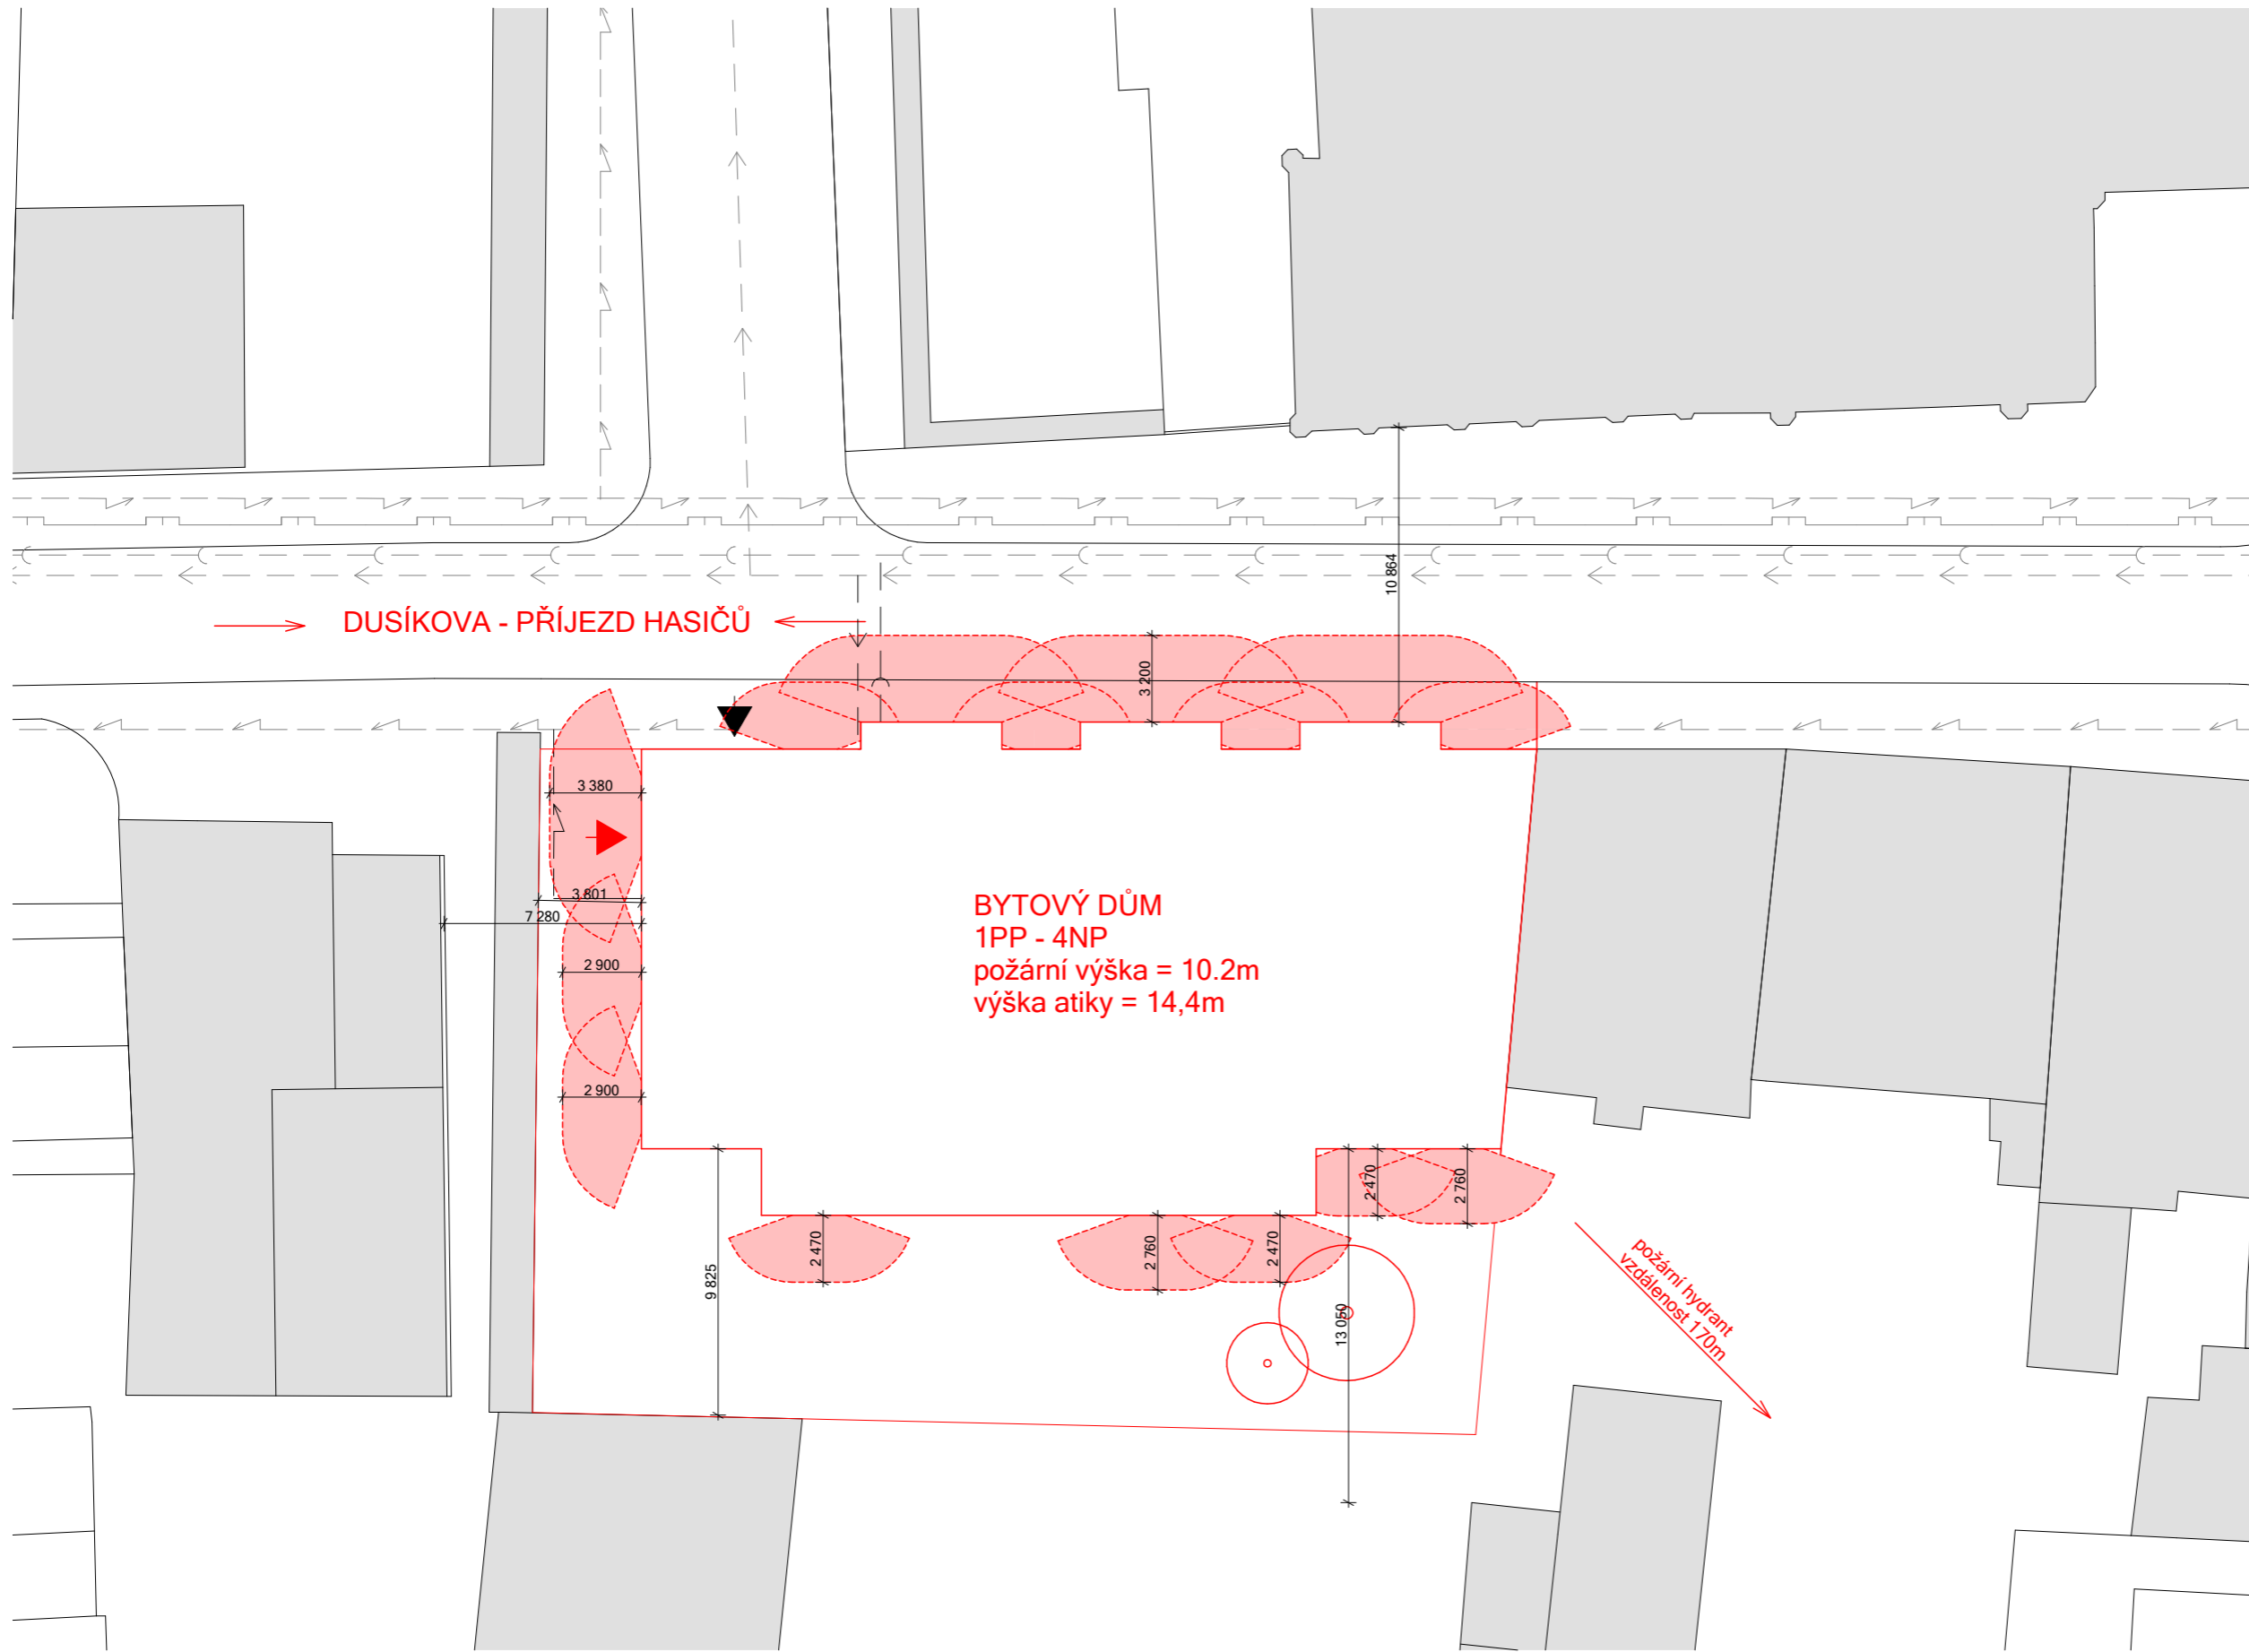 10 864
DUSÍKOVA - PŘÍJEZD HASIČŮ
3 200
3 380
3 801
7 280
BYTOVÝ DŮM
1PP - 4NP
požární výška = 10.2m
výška atiky = 14,4m
2 900
2 900
2 470
2 760
2 470
2 760
2 470
9 825
13 050
požární hydrant
vzdálenost 170m